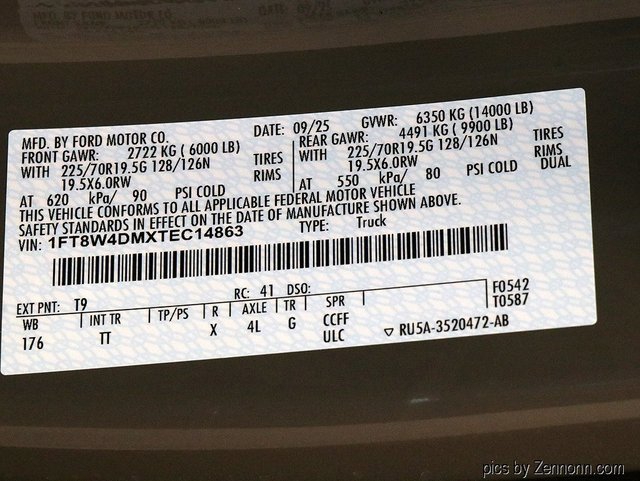 MFD. BY FORD MOTOR CO. DATE: 09/25 GVWR: 6350 KG (14000 LB)
FRONT GAWR: 2722 KG ( 6000 LB) REAR GAWR: 4491 KG ( 9900 LB)
WITH 225/70R19.5G 128/126N TIRES WITH 225/70R19.5G 128/126N TIRES
19.5X6.0RW RIMS 19.5X6.0RW RIMS
AT 620 kPa/ 90 PSI COLD AT 550 kPa/ 80 PSI COLD DUAL
THIS VEHICLE CONFORMS TO ALL APPLICABLE FEDERAL MOTOR VEHICLE
SAFETY STANDARDS IN EFFECT ON THE DATE OF MANUFACTURE SHOWN ABOVE.
VIN: 1FT8W4DMXTEC14863 TYPE: Truck
EXT PNT: T9 RC: 41 DSO: F0542
WB INT TR TP/PS R AXLE TR SPR T0587
176 TT X 4L G CCFF
ULC RU5A-3520472-AB
pics by Zennonn.com